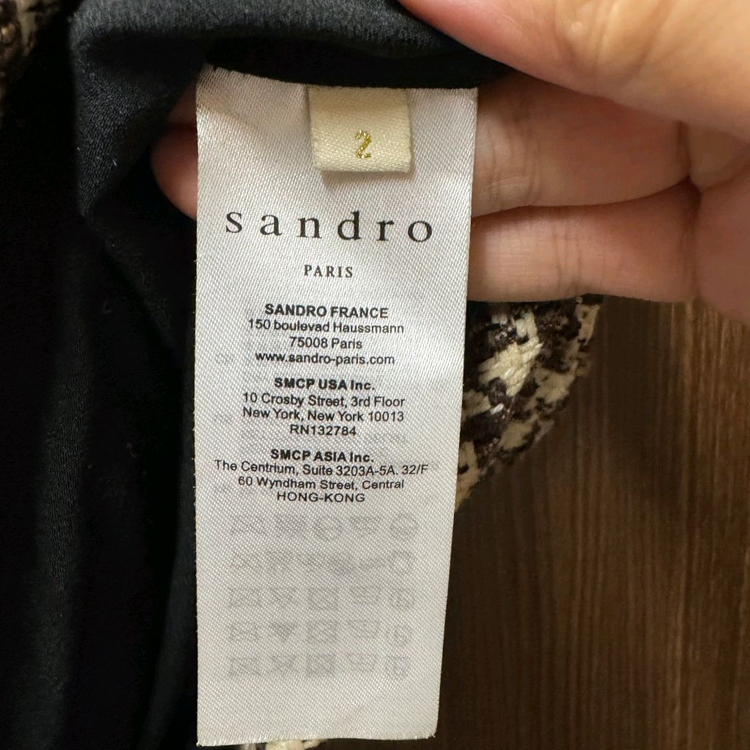 2
sandro
PARIS
SANDRO FRANCE
150 boulevad Haussmann
75008 Paris
www.sandro-paris.com
SMCP USA Inc.
10 Crosby Street, 3rd Floor
New York, New York 10013
RN132784
SMCP ASIA Inc.
The Centrium, Suite 3203A-5A. 32/F
60 Wyndham Street, Central
HONG-KONG